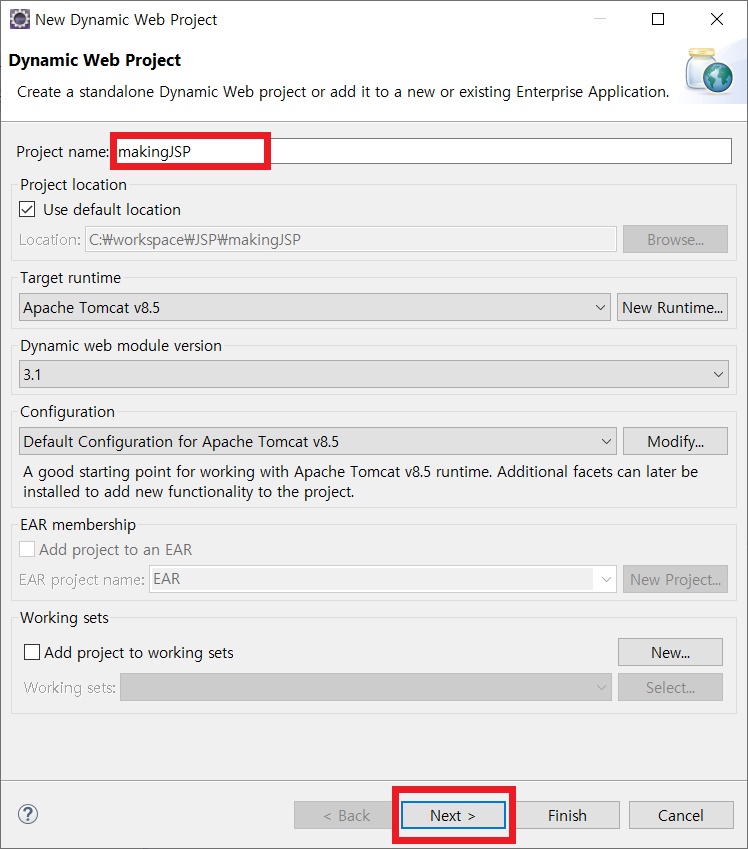 New Dynamic Web Project
Dynamic Web Project
Create a standalone Dynamic Web project or add it to a new or existing Enterprise Application.
Project name: makingJSP
Project location
Use default location
Location: C:₩workspace₩JSP₩makingJSP Browse...
Target runtime
Apache Tomcat v8.5 New Runtime...
Dynamic web module version
3.1
Configuration
Default Configuration for Apache Tomcat v8.5 Modify...
A good starting point for working with Apache Tomcat v8.5 runtime. Additional facets can later be
installed to add new functionality to the project.
EAR membership
Add project to an EAR
EAR project name: EAR New Project...
Working sets
Add project to working sets New...
Working sets: Select...
? < Back Next > Finish Cancel